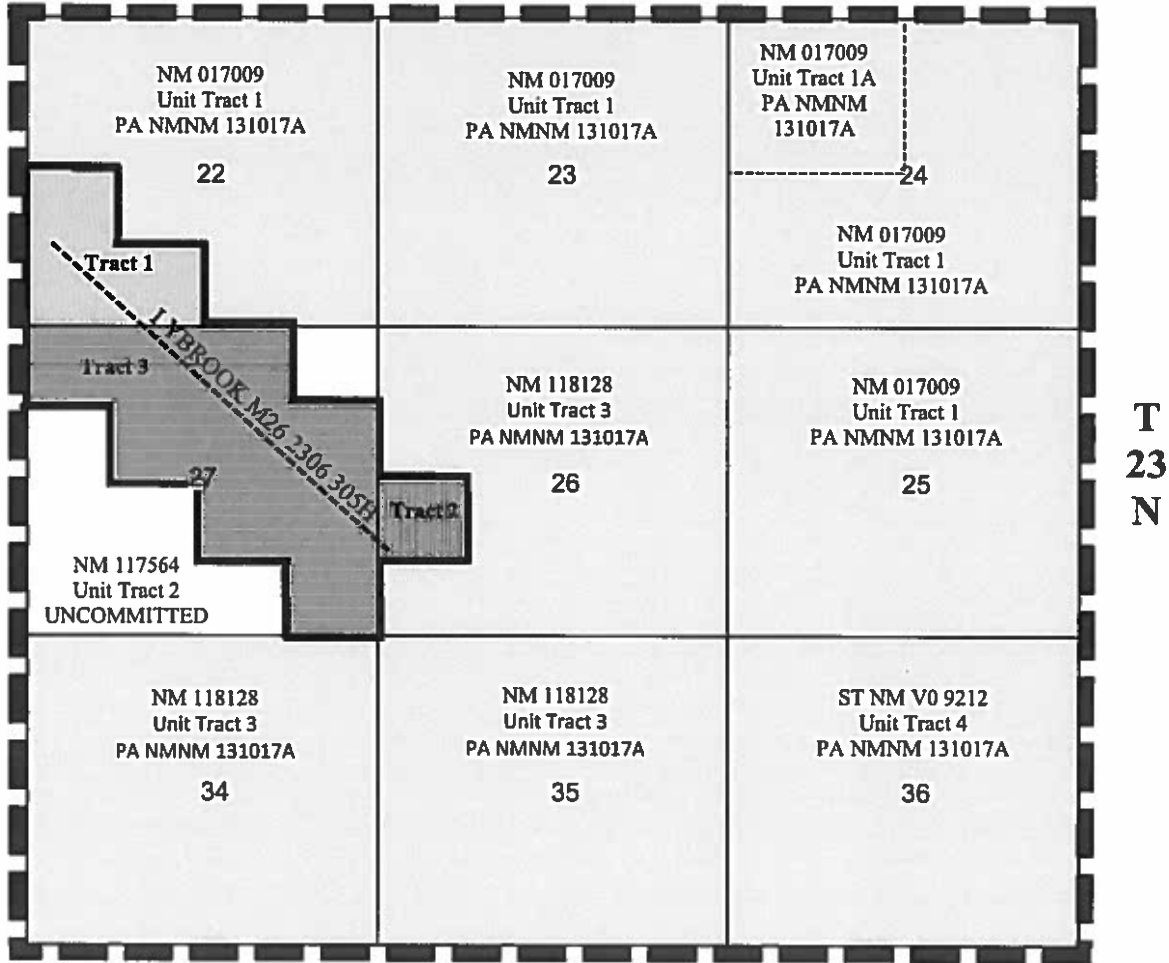 NM 017009
Unit Tract 1
PA NMNM 131017A
22
NM 017009
Unit Tract 1
PA NMNM 131017A
23
NM 017009
Unit Tract 1A
PA NMNM
131017A
24
NM 017009
Unit Tract 1
PA NMNM 131017A
Tract 1
LYBROOK M26 2306 305H
Tract 3
27
Tract 2
NM 117564
Unit Tract 2
UNCOMMITTED
NM 118128
Unit Tract 3
PA NMNM 131017A
26
NM 017009
Unit Tract 1
PA NMNM 131017A
25
T
23
N
NM 118128
Unit Tract 3
PA NMNM 131017A
34
NM 118128
Unit Tract 3
PA NMNM 131017A
35
ST NM V0 9212
Unit Tract 4
PA NMNM 131017A
36